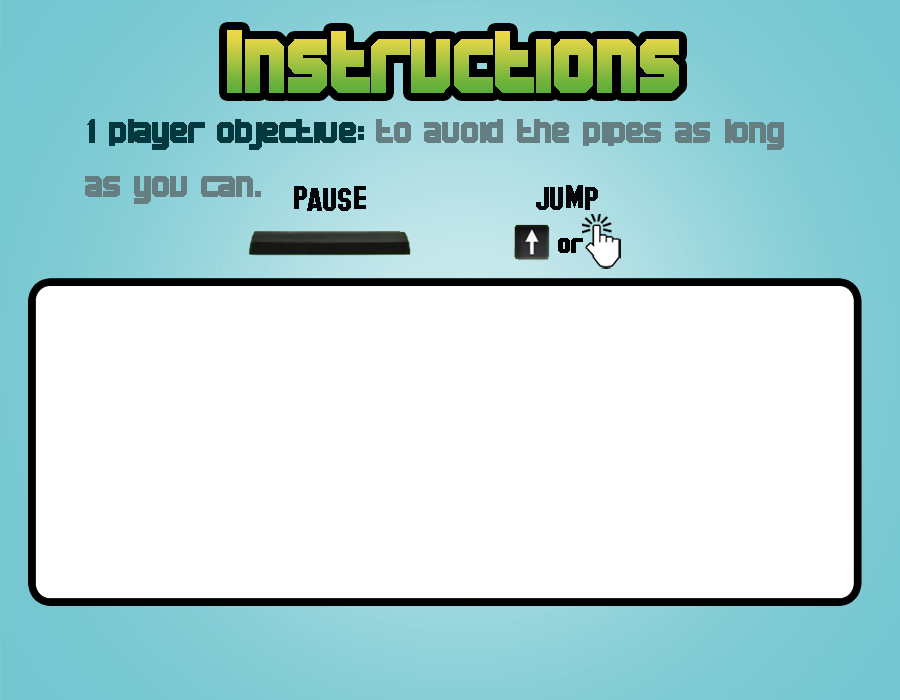 Instructions
1 player objective: to avoid the pipes as long
as you can.
PAUSE JUMP
or